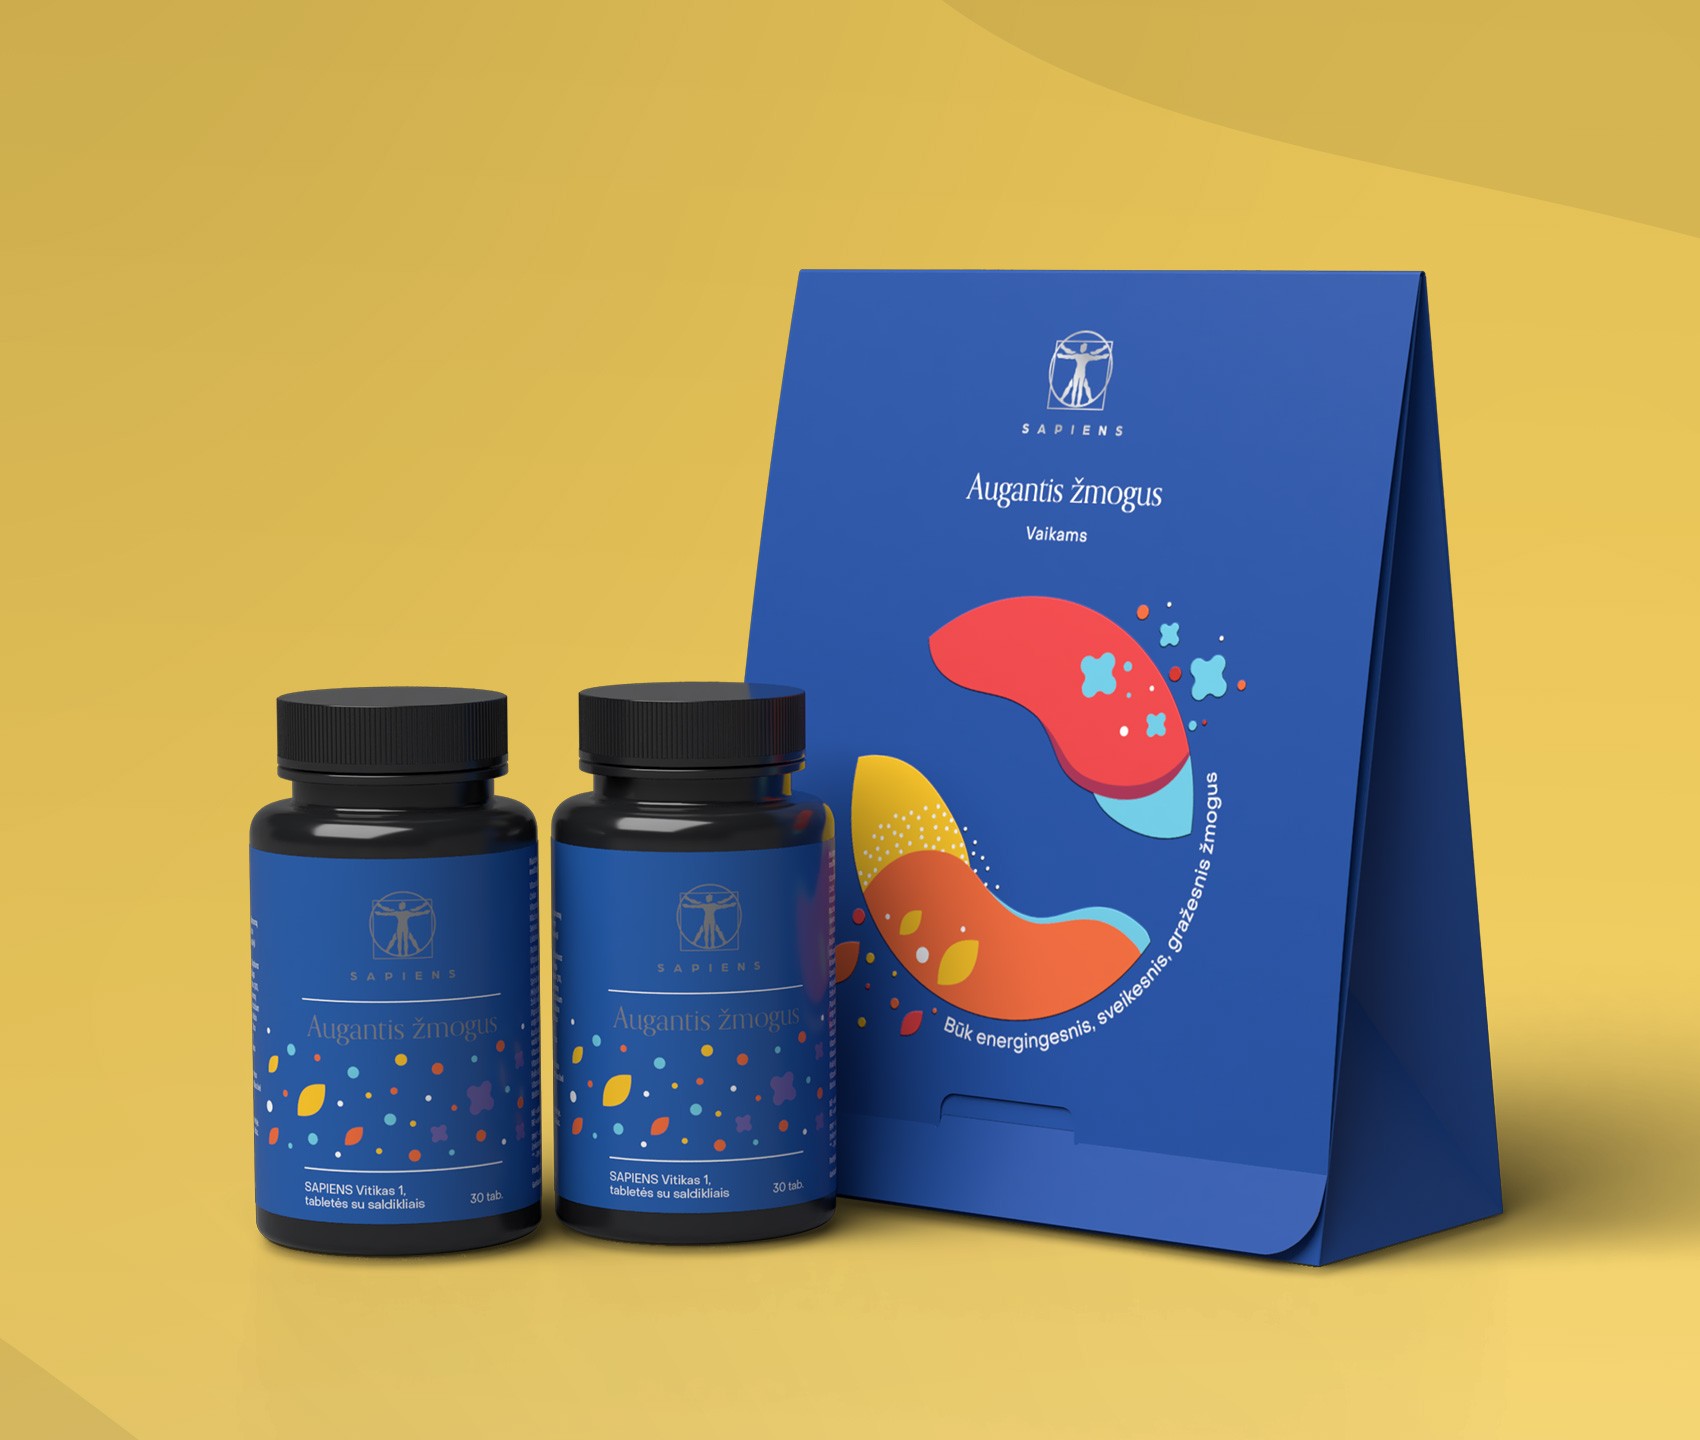 SAPIENS
Augantis žmogus
Vaikams
Būk energingesnis, sveikesnis, gražesnis žmogus
SAPIENS
Augantis žmogus
SAPIENS Vitikas 1,
tabletės su saldikliais
30 tab.
SAPIENS
Augantis žmogus
SAPIENS Vitikas 1,
tabletės su saldikliais
30 tab.